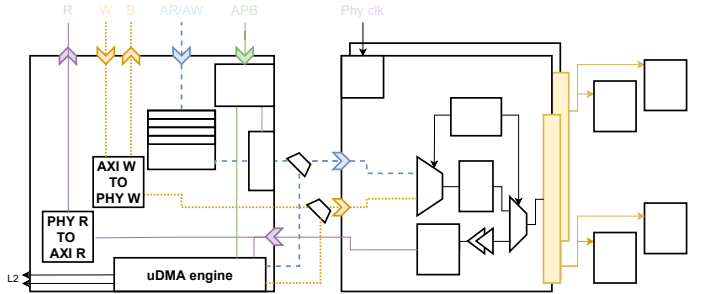 R W B AR/AW APB Phy clk
AXI W
TO
PHY W
PHY R
TO
AXI R
L2
uDMA engine